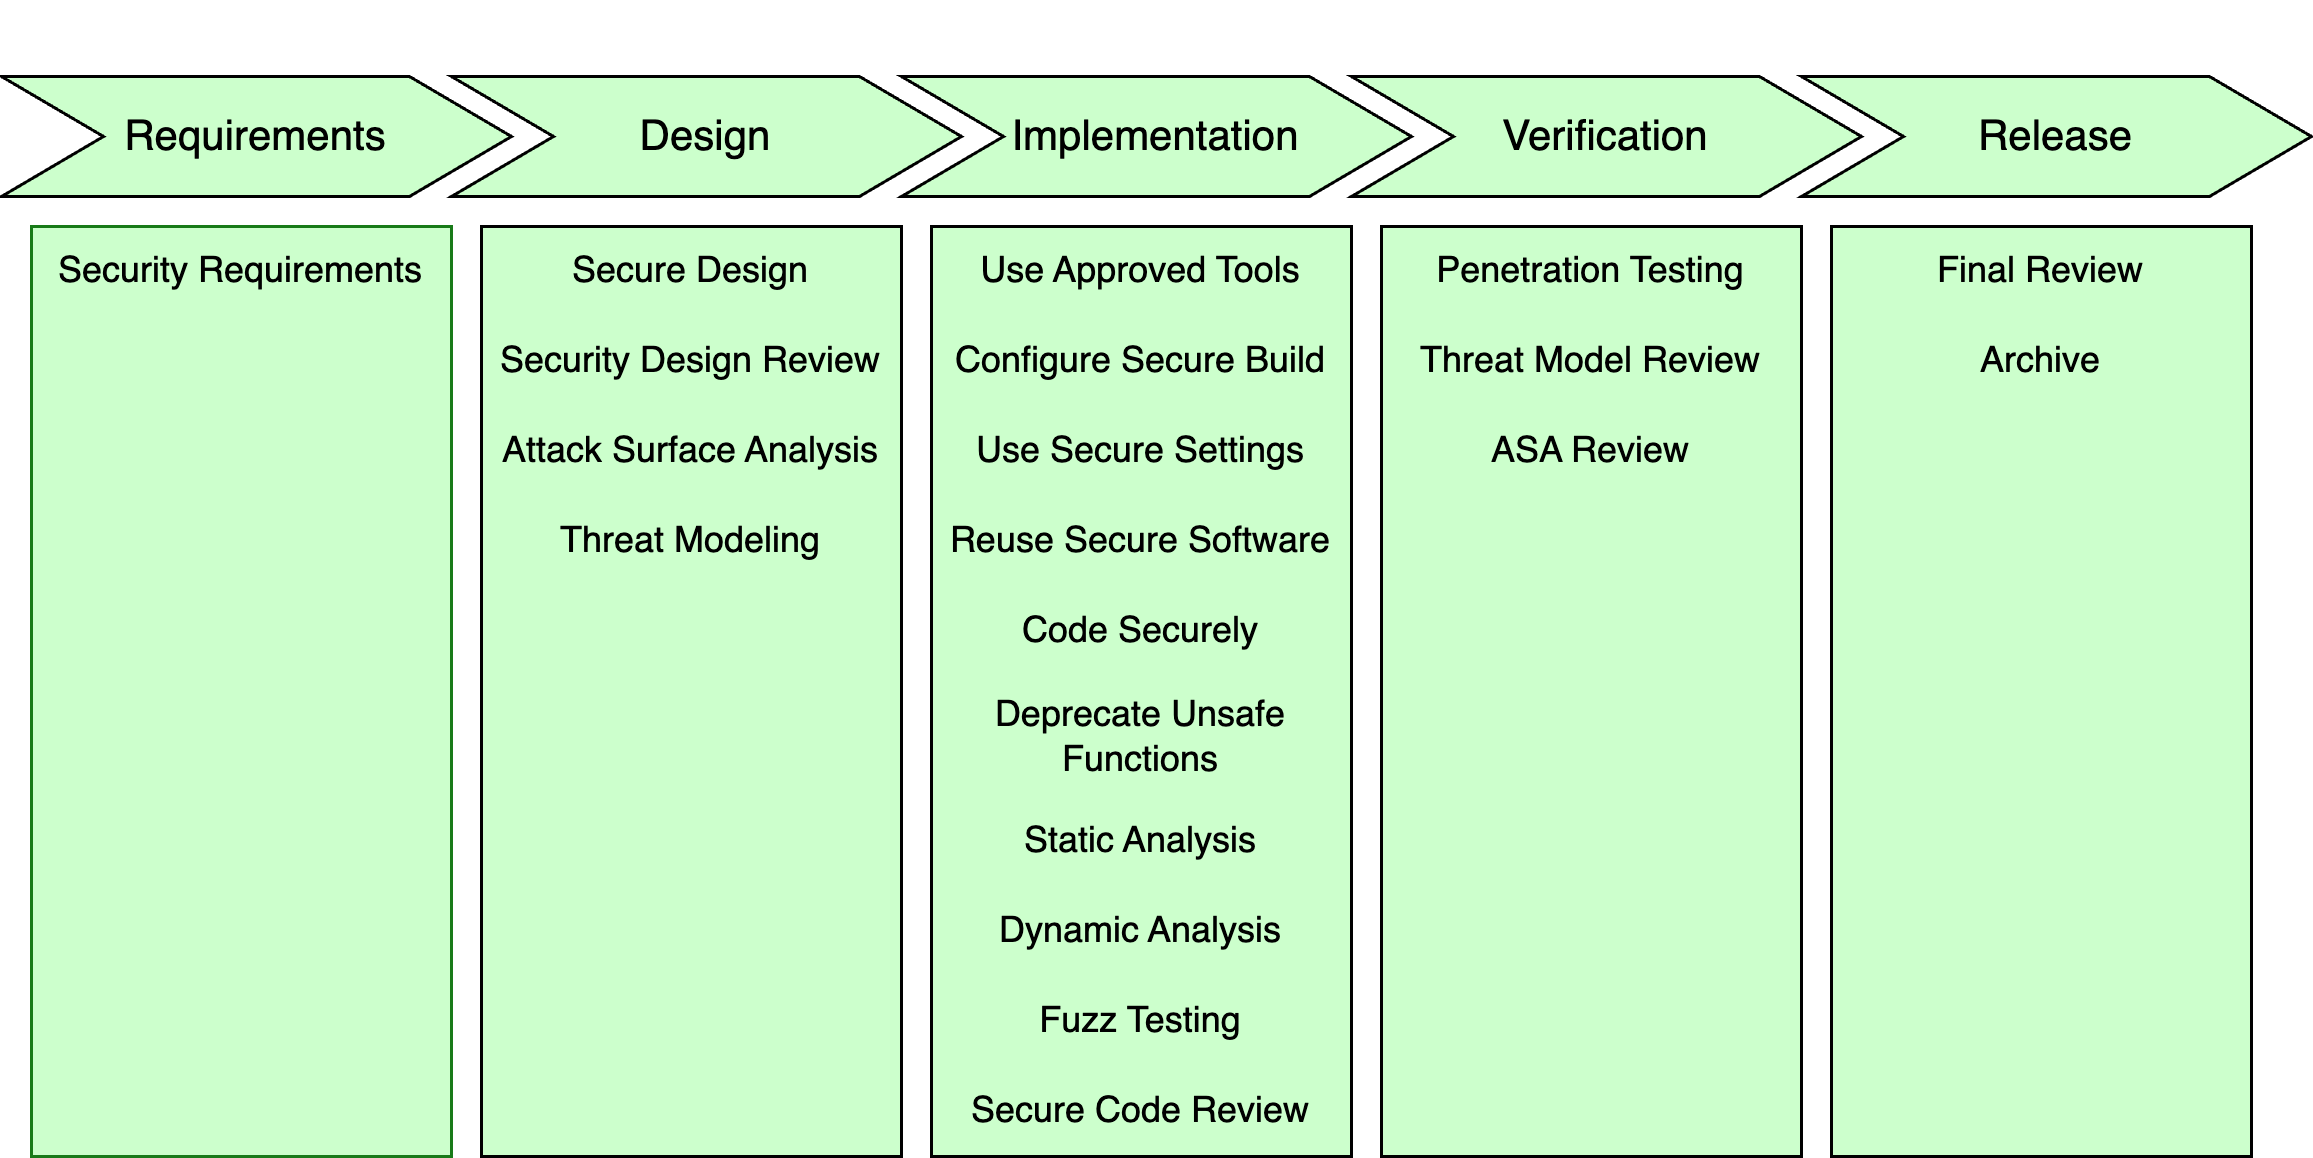 Requirements
Design
Implementation
Verification
Release
Security Requirements
Secure Design
Security Design Review
Attack Surface Analysis
Threat Modeling
Use Approved Tools
Configure Secure Build
Use Secure Settings
Reuse Secure Software
Code Securely
Deprecate Unsafe
Functions
Static Analysis
Dynamic Analysis
Fuzz Testing
Secure Code Review
Penetration Testing
Threat Model Review
ASA Review
Final Review
Archive